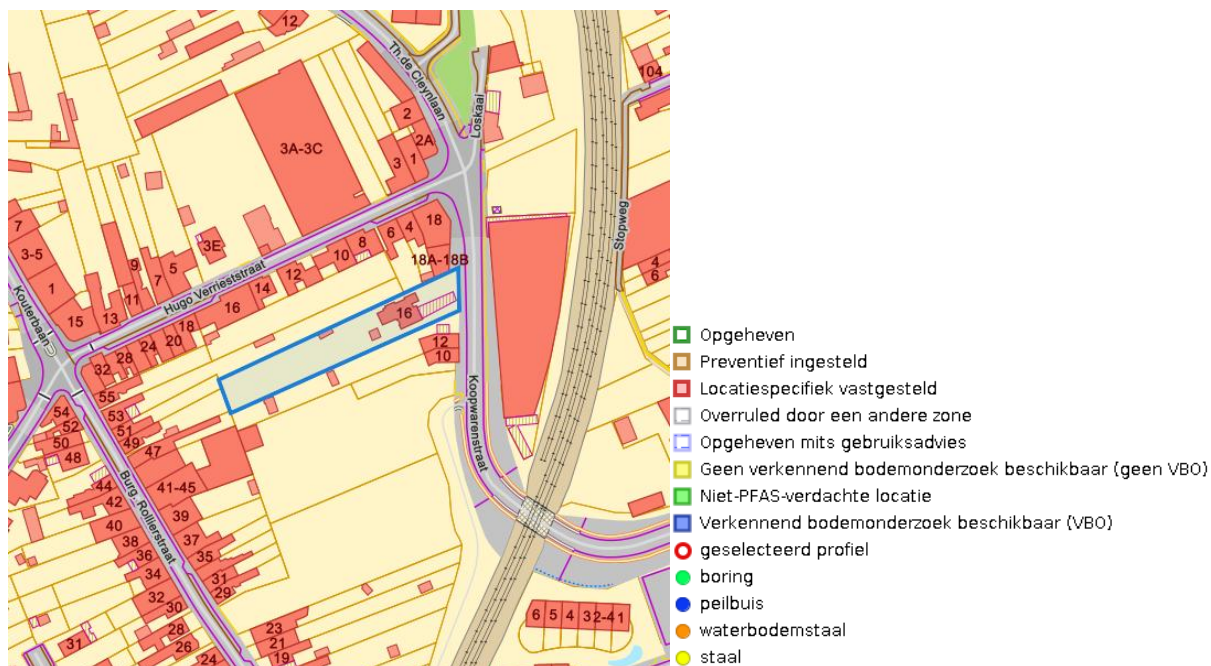 12
104
Th.de Cleynlaan
Loskaai
2
2A
3A-3C
3
1
Stopweg
7
3-5
3E
18
4
6
8
10
9
5
7
4
6
18A-18B
1
11
12
Hugo Verrieststraat
14
16
Kouterbaan
15
13
18
20
16
24
28
32
12
10
55
54
53
52
51
50
49
48
47
Koopwarenstraat
44
41-45
42
39
40
Burg. Rollierstraat
38
37
36
35
34
31
29
32
30
6 5 4 3 2-4 1
31
28
23
26
21
24
19
Opgeheven
Preventief ingesteld
Locatiespecifiek vastgesteld
Overruled door een andere zone
Opgeheven mits gebruiksadvies
Geen verkennend bodemonderzoek beschikbaar (geen VBO)
Niet-PFAS-verdachte locatie
Verkennend bodemonderzoek beschikbaar (VBO)
geselecteerd profiel
boring
peilbuis
waterbodemstaal
staal